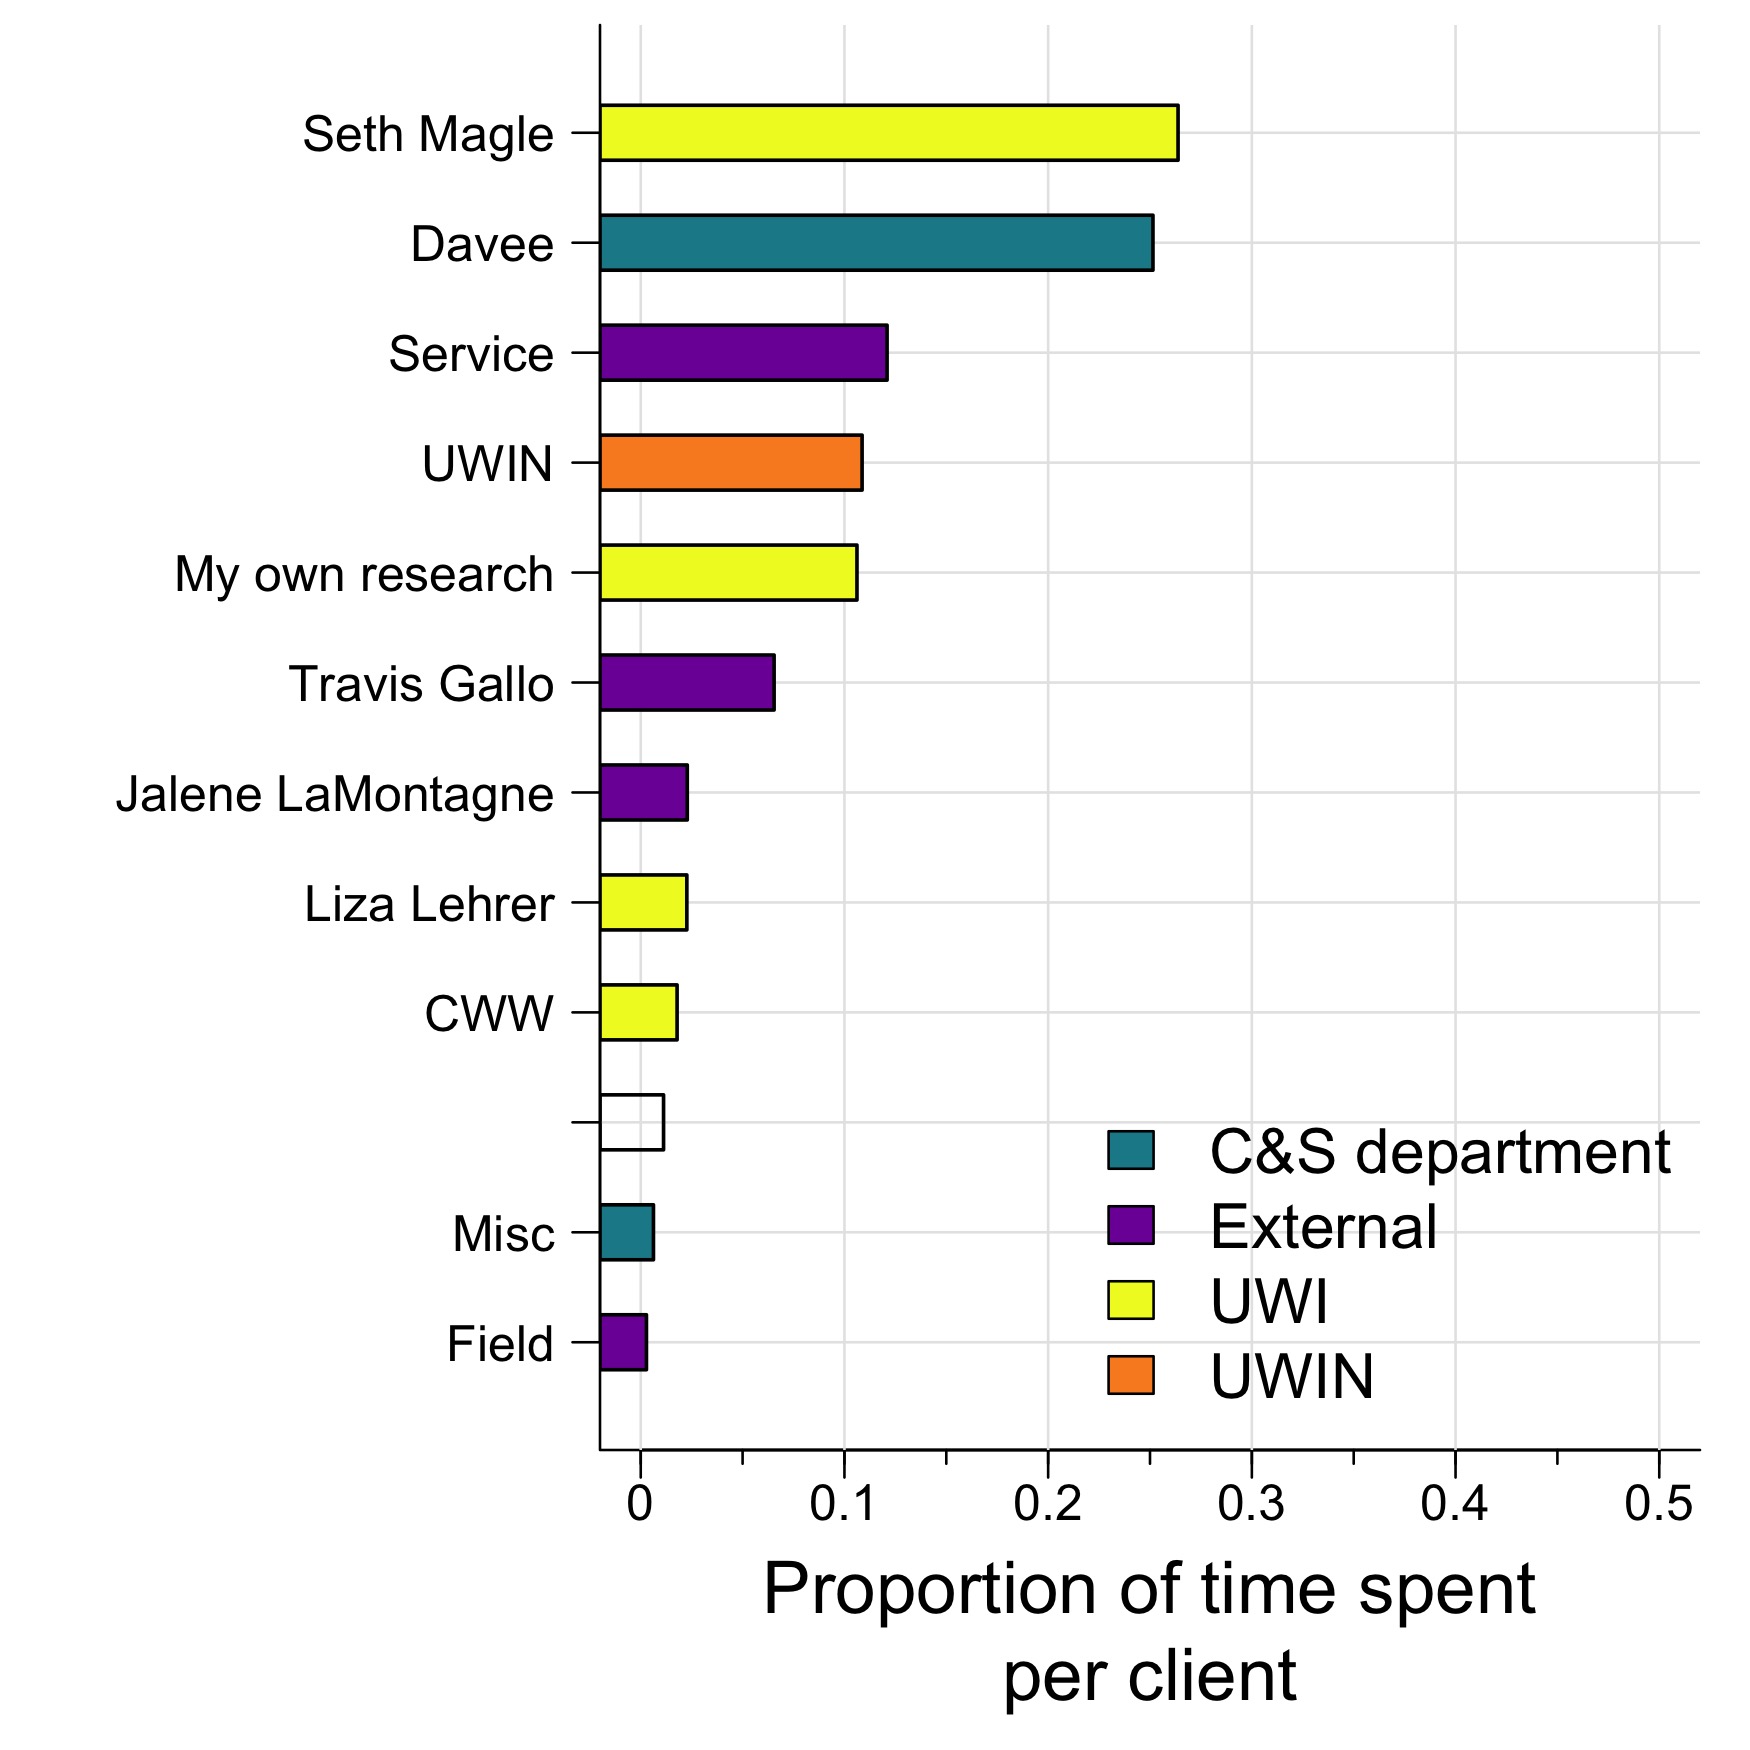 Seth Magle
Davee
Service
UWIN
My own research
Travis Gallo
Jalene LaMontagne
Liza Lehrer
CWW
Misc
Field
C&S department
External
UWI
UWIN
0 0.1 0.2 0.3 0.4 0.5
Proportion of time spent
per client